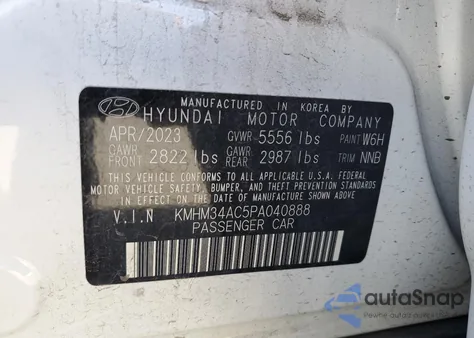 MANUFACTURED IN KOREA BY
HYUNDAI MOTOR COMPANY
APR/2023 GVWR 5556 lbs PAINT W6H
GAWR FRONT 2822 lbs GAWR REAR 2987 lbs TRIM NNB
THIS VEHICLE CONFORMS TO ALL APPLICABLE U.S.A. FEDERAL
MOTOR VEHICLE SAFETY, BUMPER, AND THEFT PREVENTION STANDARDS
IN EFFECT ON THE DATE OF MANUFACTURE SHOWN ABOVE.
V.I.N KMHM34AC5PA040888
PASSENGER CAR
autoSnap